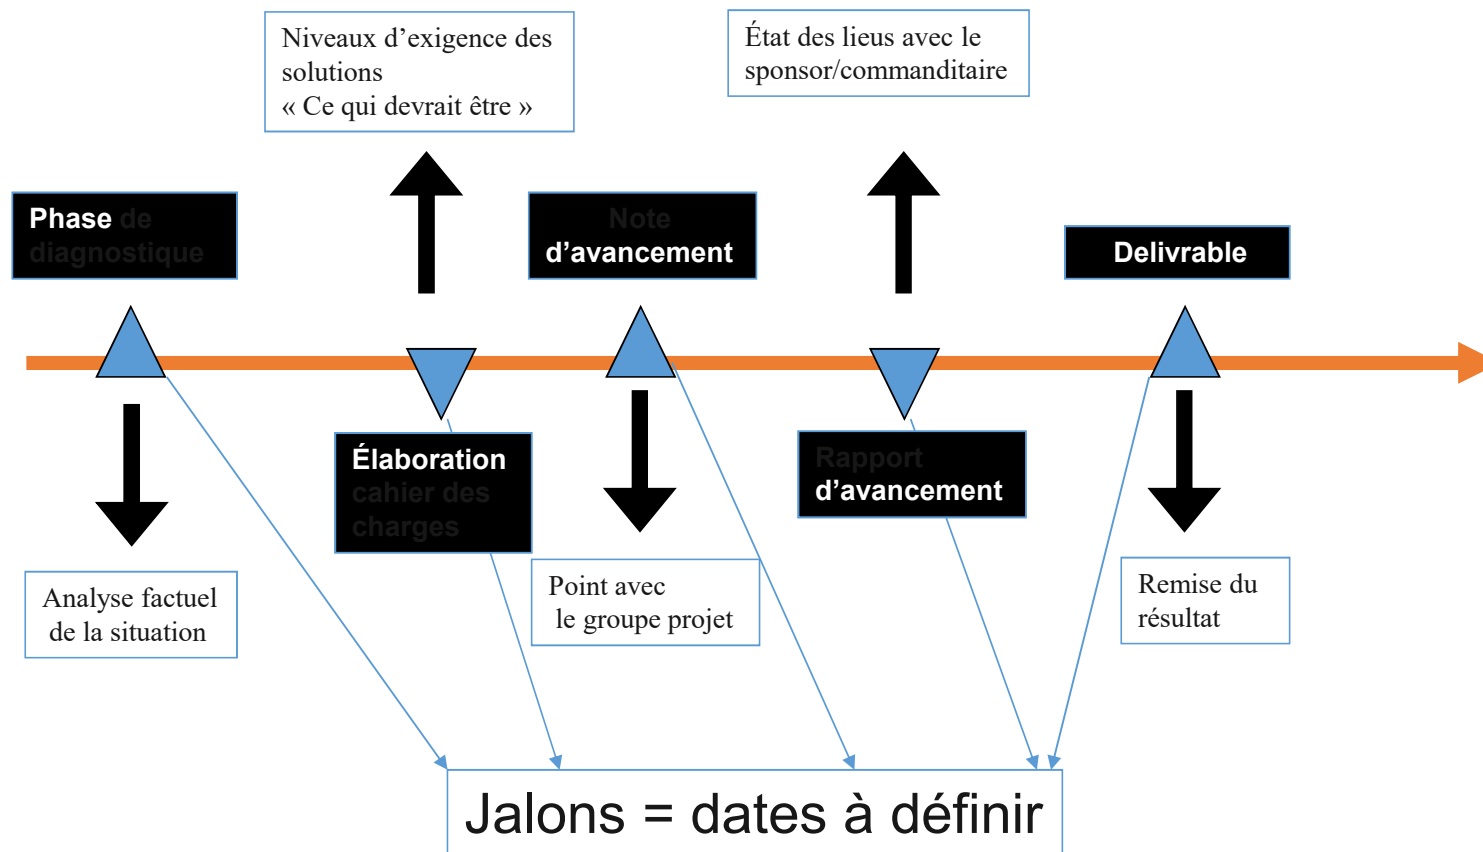 Niveaux d’exigence des
solutions
« Ce qui devrait être »
État des lieus avec le
sponsor/commanditaire
Phase de
diagnostique
Note
d’avancement
Delivrable
Élaboration
cahier des
charges
Rapport
d’avancement
Analyse factuel
de la situation
Point avec
le groupe projet
Remise du
résultat
Jalons = dates à définir